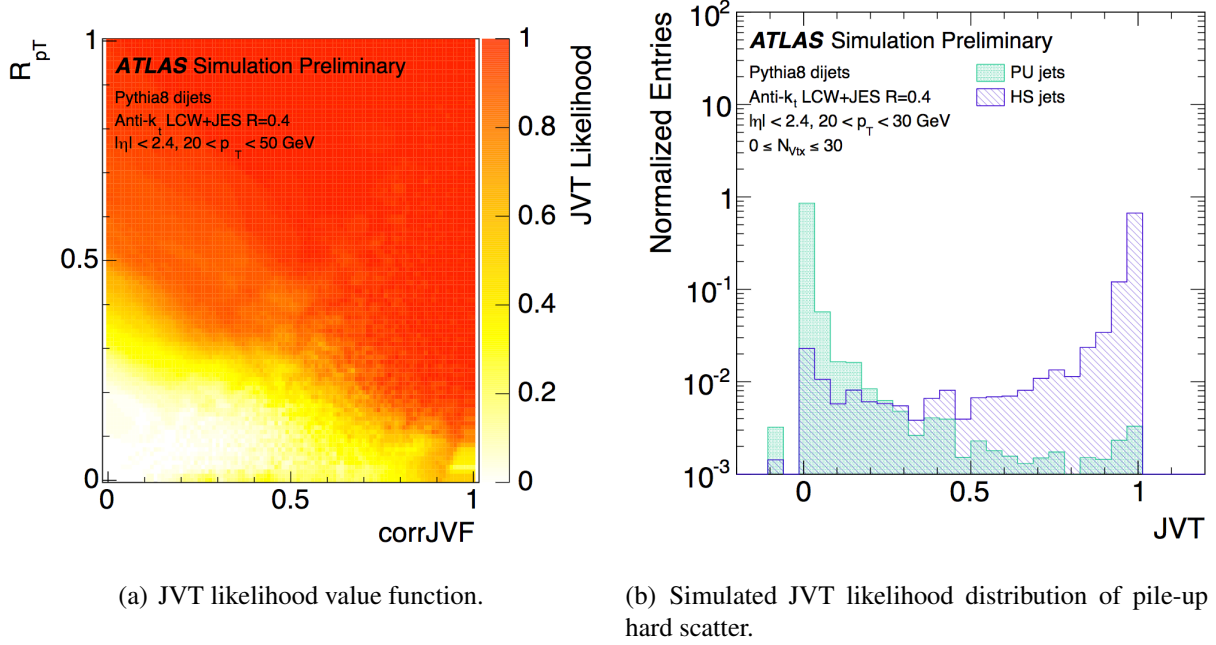 R_pT
1
0.5
0
0
0.5
1
corrJVF
ATLAS Simulation Preliminary
Pythia8 dijets
Anti-k_t LCW+JES R=0.4
|η| < 2.4, 20 < p_T < 50 GeV
1
0.8
0.6
0.4
0.2
0
JVT Likelihood
(a) JVT likelihood value function.
Normalized Entries
10^2
10
1
10^-1
10^-2
10^-3
0
0.5
1
JVT
ATLAS Simulation Preliminary
Pythia8 dijets
Anti-k_t LCW+JES R=0.4
|η| < 2.4, 20 < p_T < 30 GeV
0 ≤ N_Vtx ≤ 30
PU jets
HS jets
(b) Simulated JVT likelihood distribution of pile-up
hard scatter.